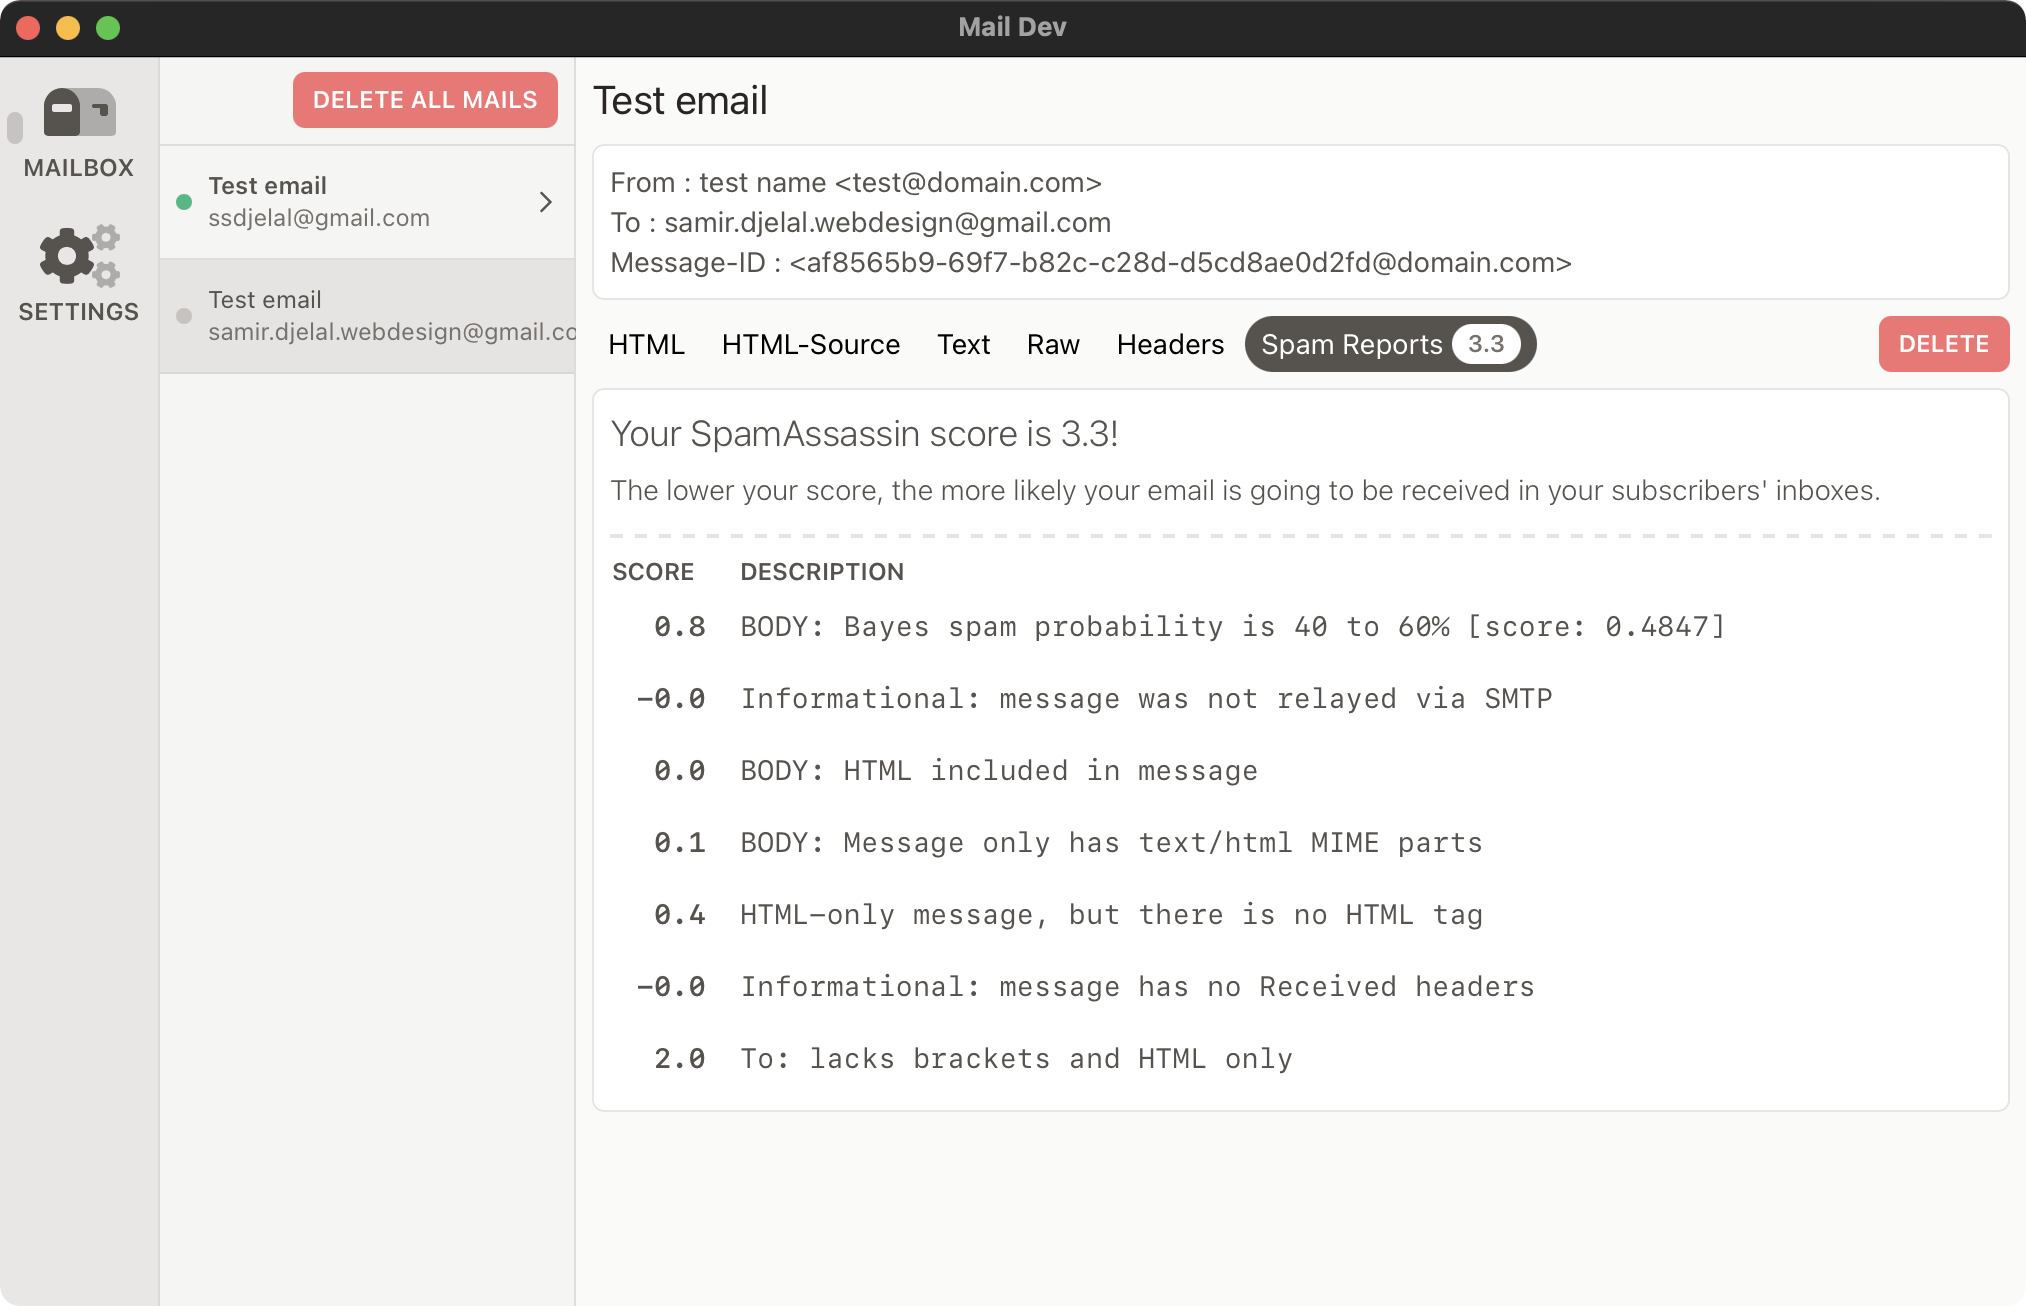 Mail Dev
MAILBOX
SETTINGS
DELETE ALL MAILS
Test email
ssdjelal@gmail.com
Test email
samir.djelal.webdesign@gmail.co
Test email
From : test name <test@domain.com>
To : samir.djelal.webdesign@gmail.com
Message-ID : <af8565b9-69f7-b82c-c28d-d5cd8ae0d2fd@domain.com>
HTML HTML-Source Text Raw Headers Spam Reports 3.3 DELETE
Your SpamAssassin score is 3.3!
The lower your score, the more likely your email is going to be received in your subscribers' inboxes.
SCORE DESCRIPTION
0.8 BODY: Bayes spam probability is 40 to 60% [score: 0.4847]
-0.0 Informational: message was not relayed via SMTP
0.0 BODY: HTML included in message
0.1 BODY: Message only has text/html MIME parts
0.4 HTML-only message, but there is no HTML tag
-0.0 Informational: message has no Received headers
2.0 To: lacks brackets and HTML only